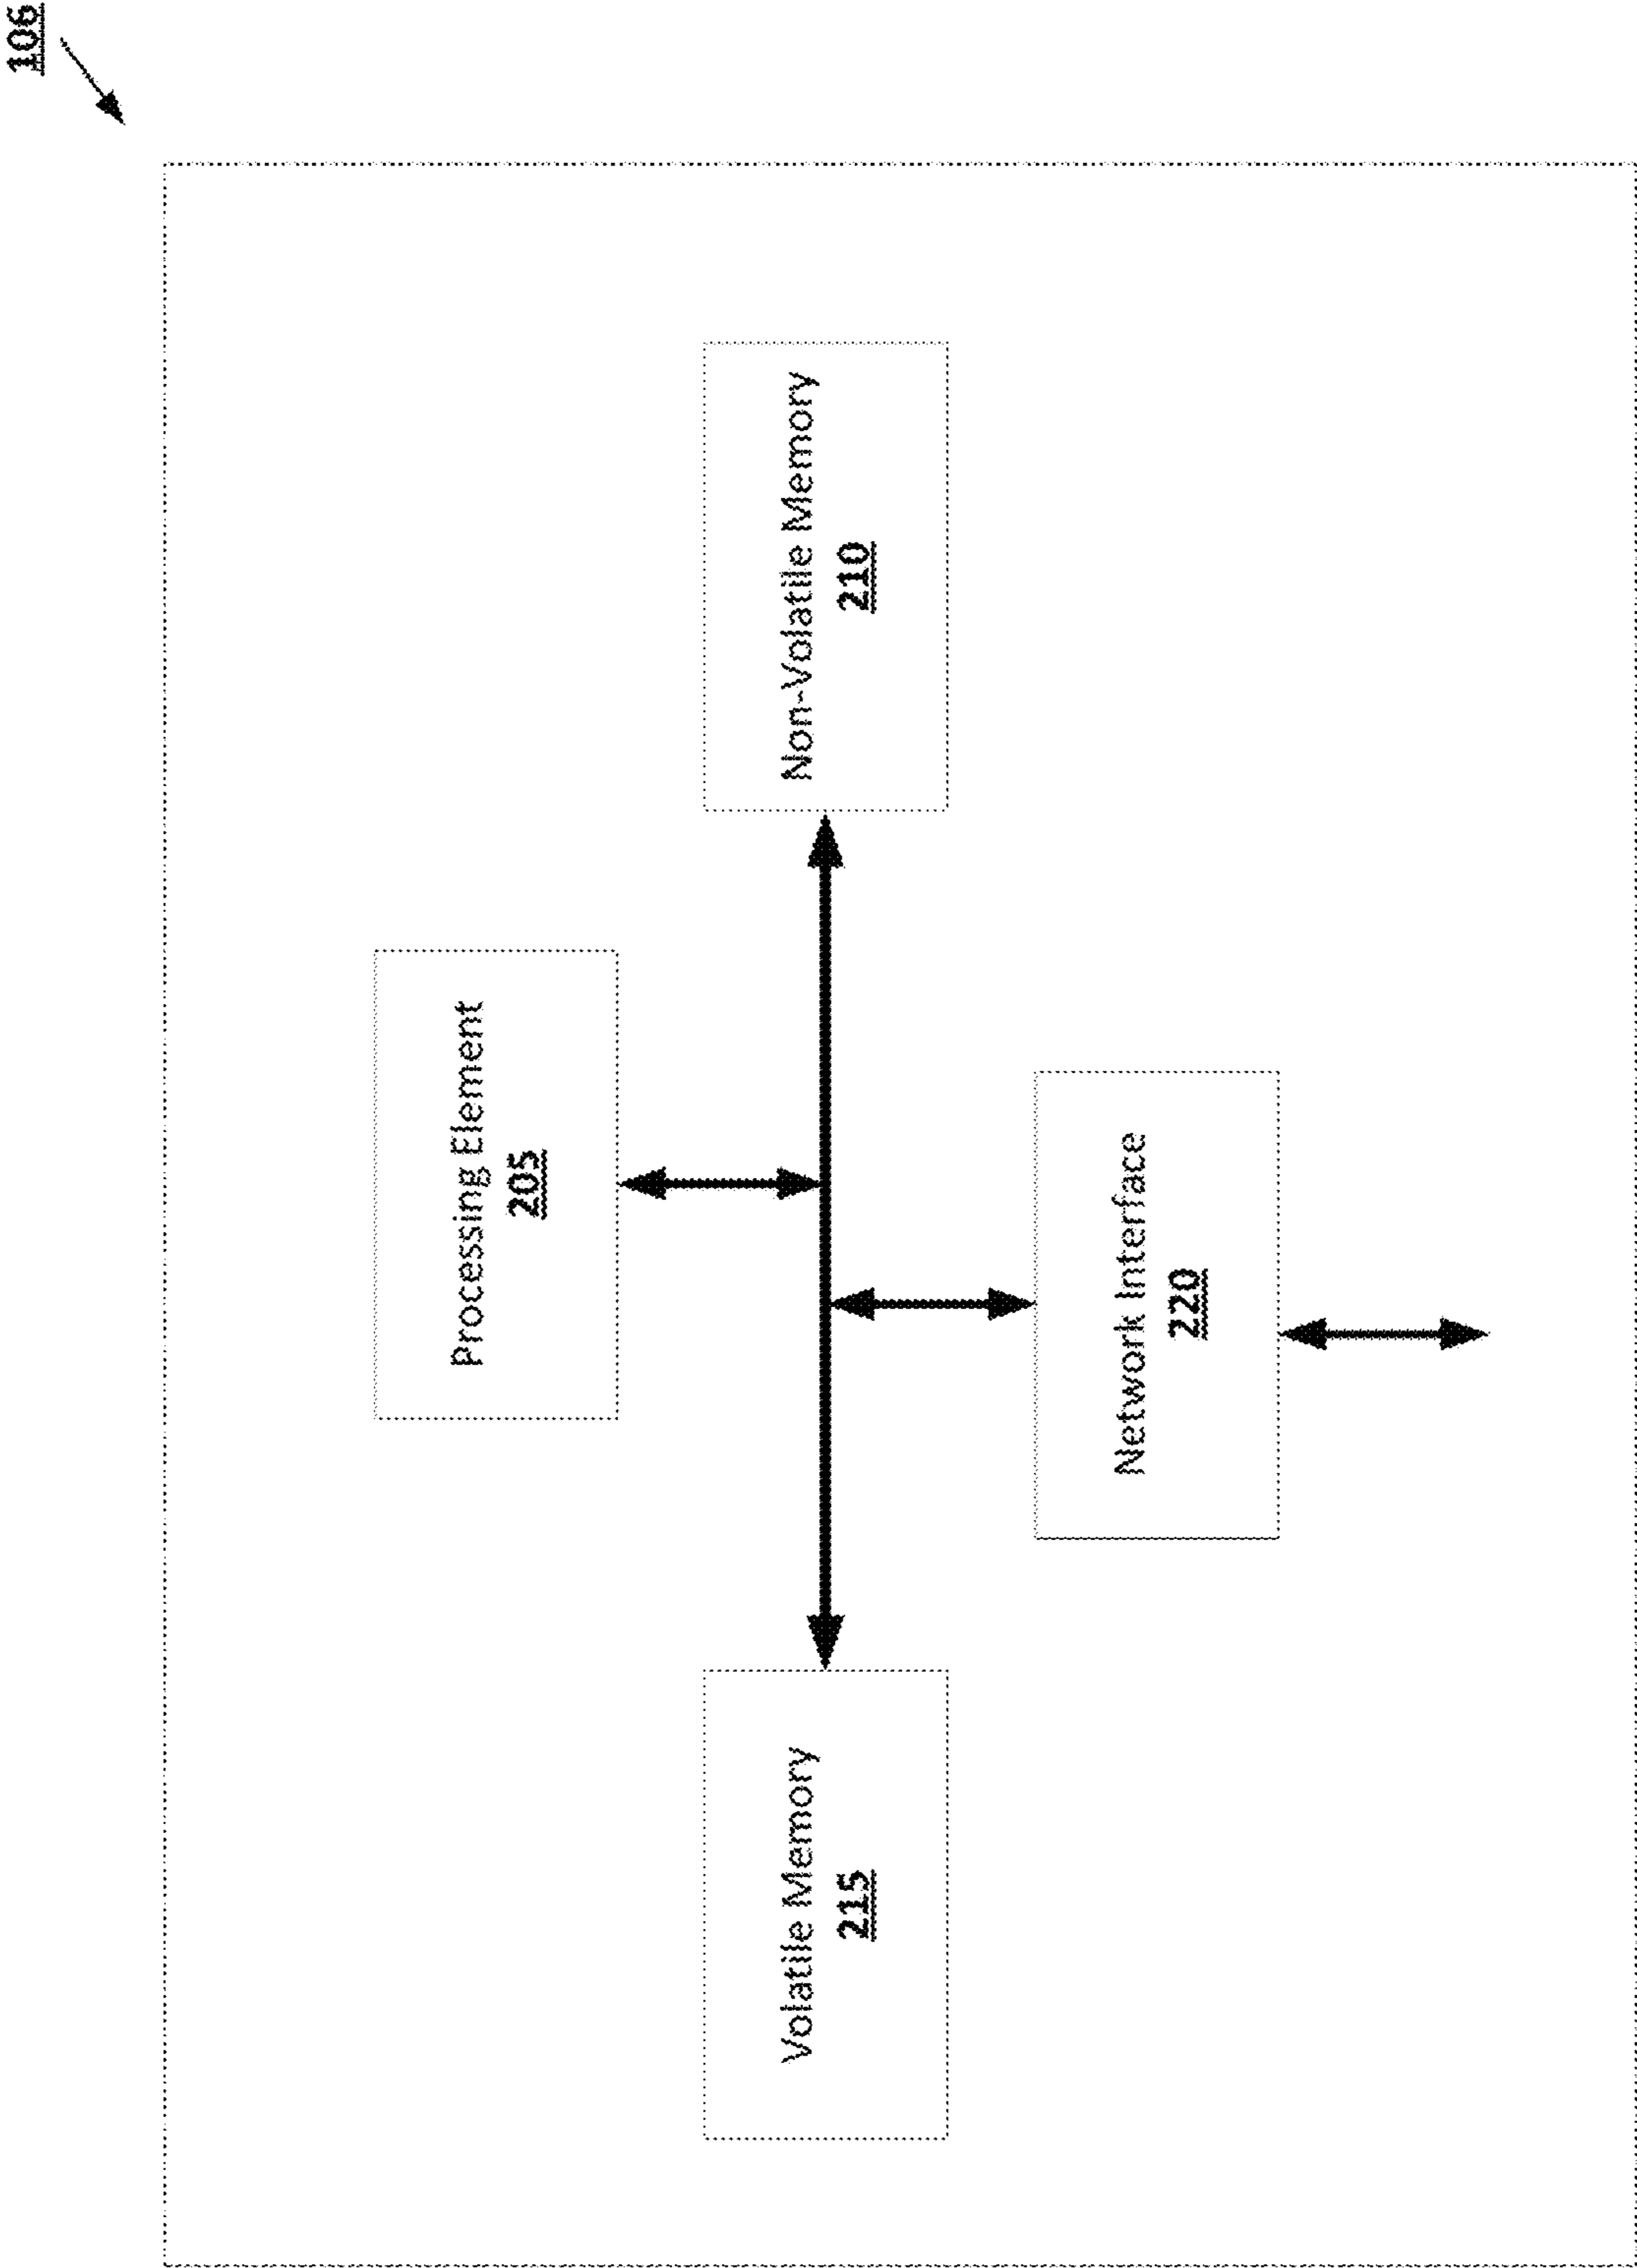 106
Processing Element
205
Volatile Memory
215
Non-Volatile Memory
210
Network Interface
220